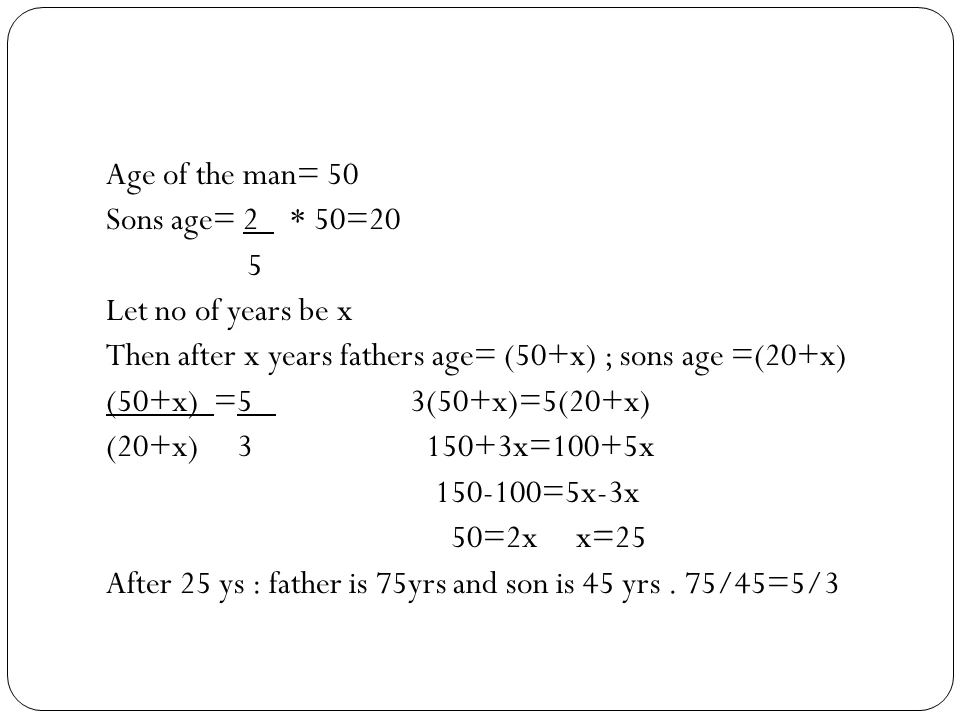 Age of the man= 50
Sons age= 2 * 50=20
5
Let no of years be x
Then after x years fathers age= (50+x) ; sons age =(20+x)
(50+x) =5 3(50+x)=5(20+x)
(20+x) 3 150+3x=100+5x
150-100=5x-3x
50=2x x=25
After 25 ys : father is 75yrs and son is 45 yrs . 75/45=5/3